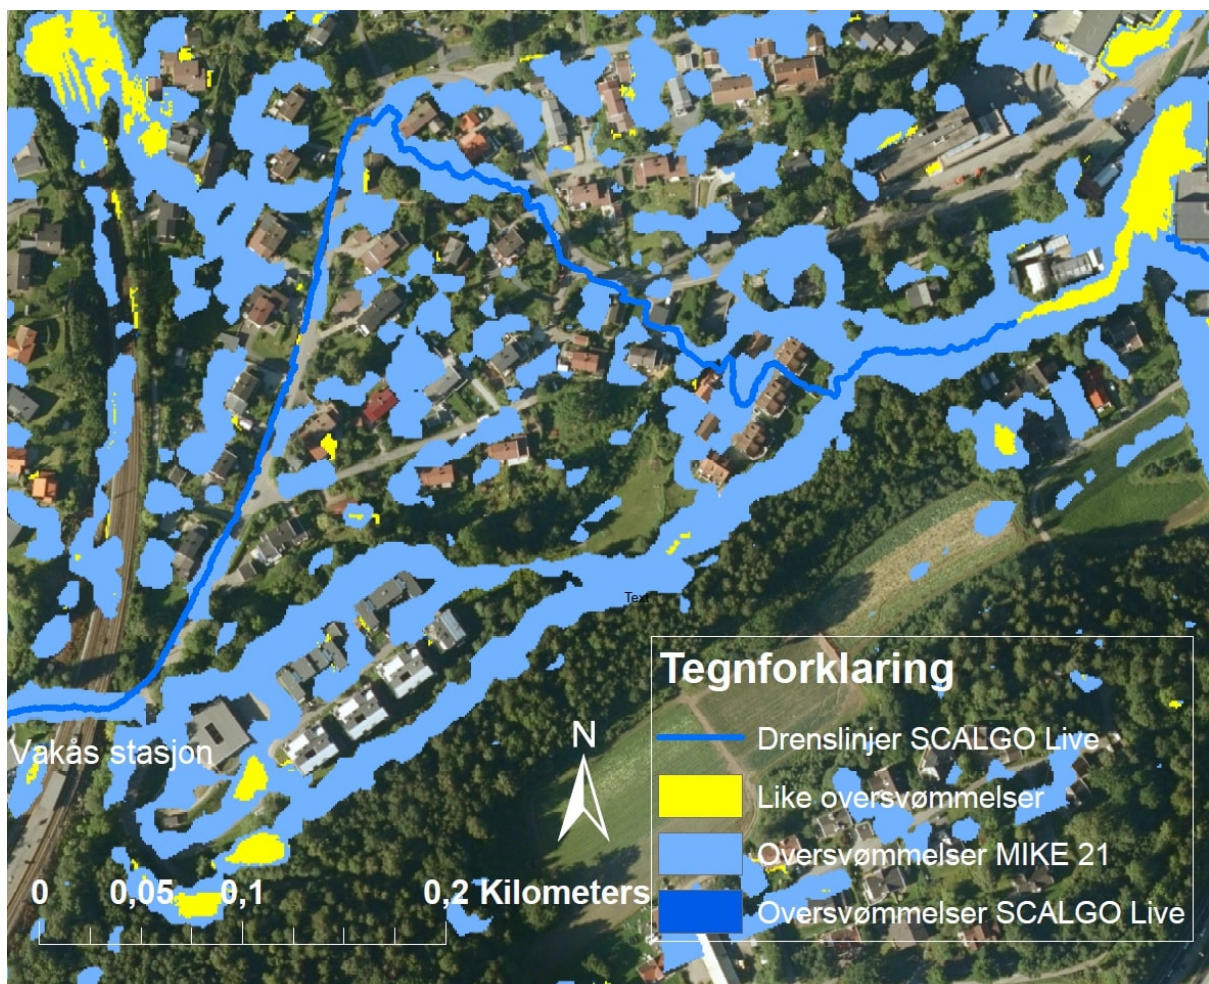 Text
Tegnforklaring
Drenslinjer SCALGO Live
Like oversvømmelser
Oversvømmelser MIKE 21
Oversvømmelser SCALGO Live
N
Vakås stasjon
0 0,05 0,1 0,2 Kilometers